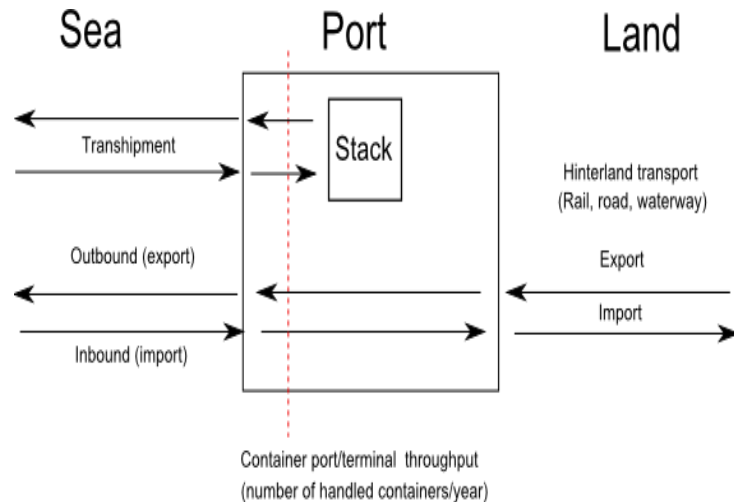 Sea
Port
Land
Transhipment
Stack
Hinterland transport
(Rail, road, waterway)
Outbound (export)
Export
Import
Inbound (import)
Container port/terminal throughput
(number of handled containers/year)